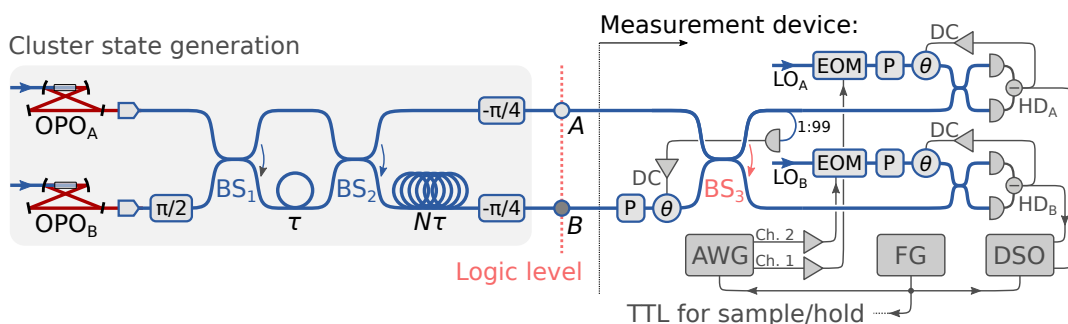 Measurement device:
Cluster state generation
DC
LO_A
EOM
P
θ
HD_A
OPO_A
-π/4
A
1:99
DC
LO_B
EOM
P
θ
HD_B
DC
BS_1
BS_2
BS_3
OPO_B
π/2
τ
Nτ
-π/4
B
P
θ
Logic level
AWG
Ch. 2
Ch. 1
FG
DSO
TTL for sample/hold